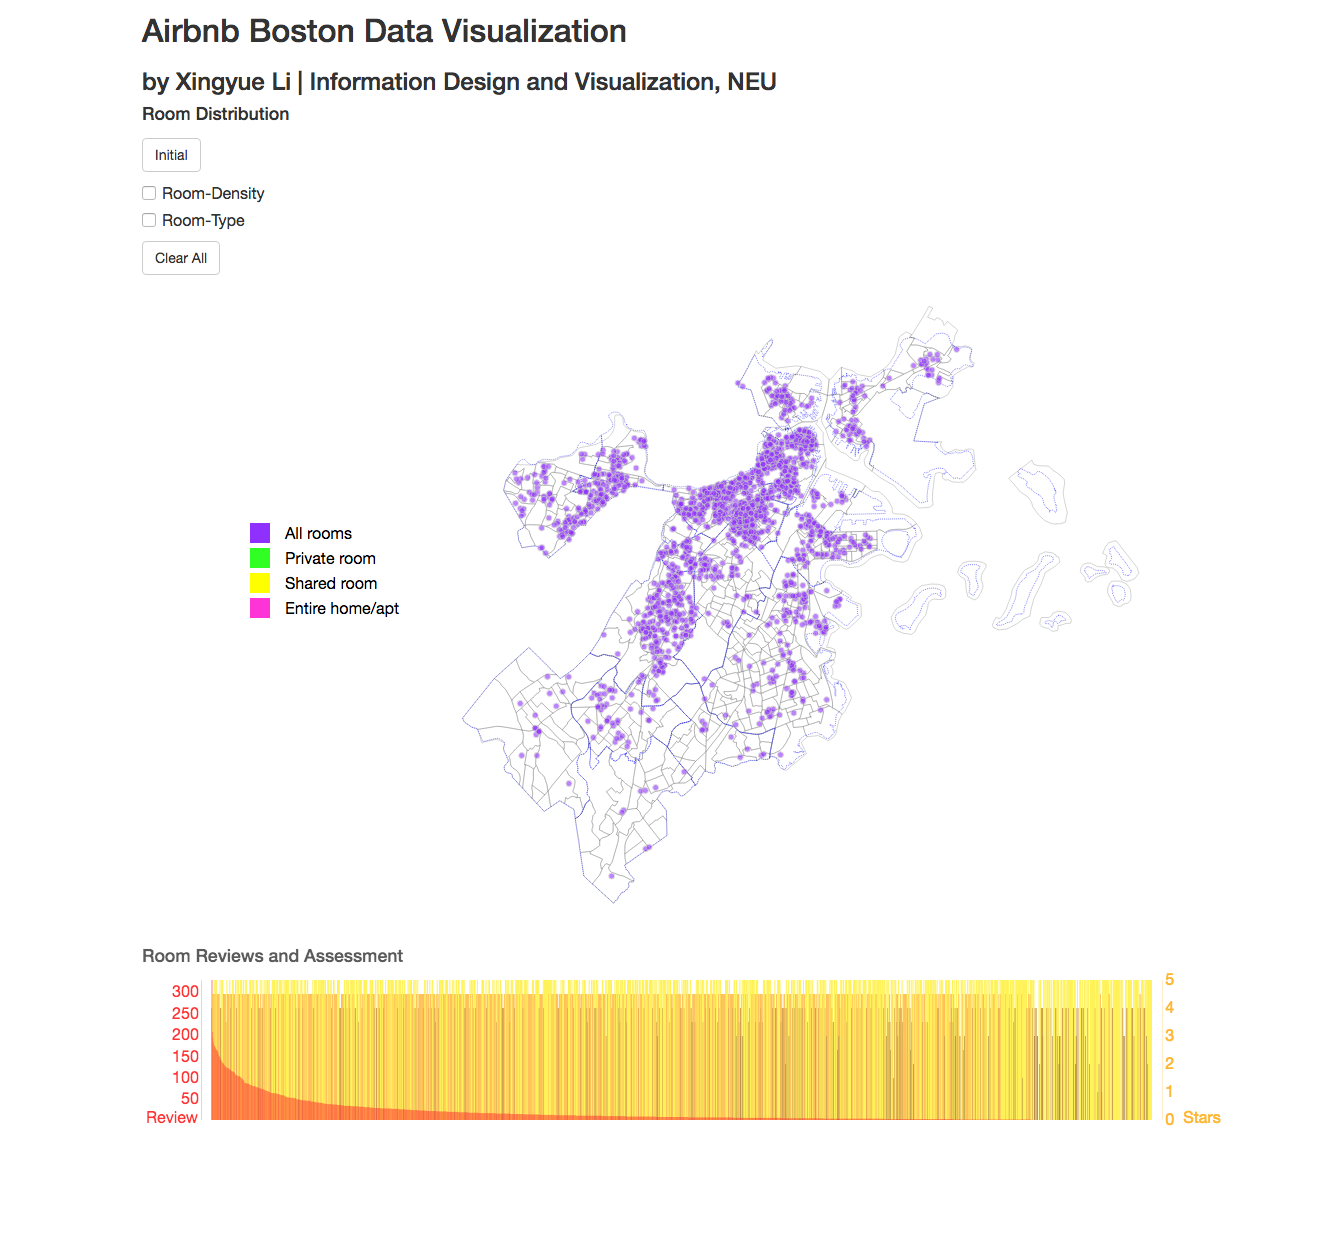 Airbnb Boston Data Visualization
by Xingyue Li | Information Design and Visualization, NEU
Room Distribution
Initial
Room-Density
Room-Type
Clear All
All rooms
Private room
Shared room
Entire home/apt
Room Reviews and Assessment
300
250
200
150
100
50
Review
5
4
3
2
1
0 Stars